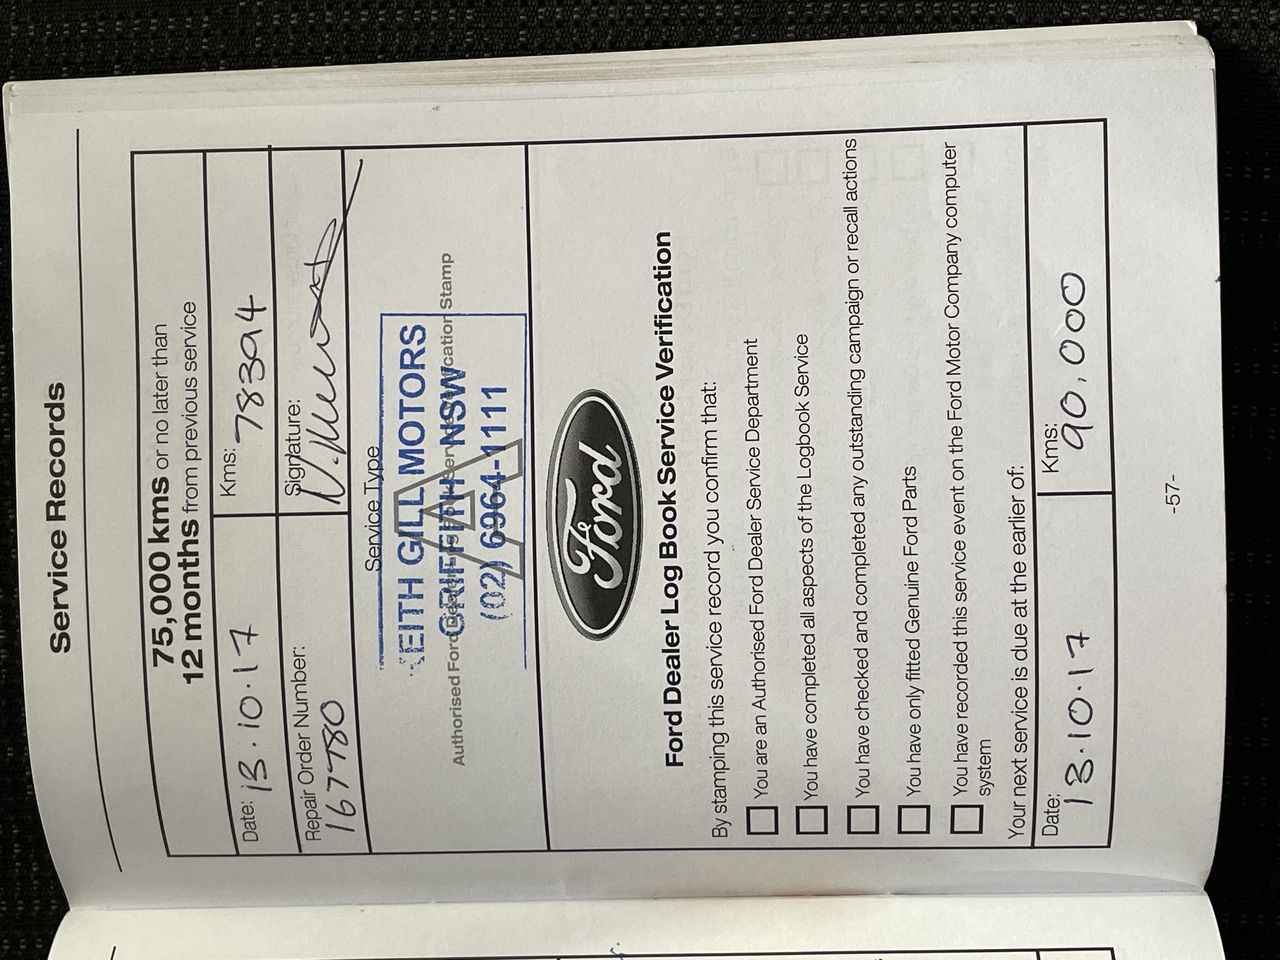 Service Records
75,000 kms or no later than
12 months from previous service
Date: 13.10.17
Kms: 78394
Repair Order Number:
167780
Signature:
Service Type
A
KEITH GILL MOTORS
GRIFFITH NSW
Authorised Ford Dealer Log Book Service Verification Stamp
(02) 6964-1111
Ford
Ford Dealer Log Book Service Verification
By stamping this service record you confirm that:
You are an Authorised Ford Dealer Service Department
You have completed all aspects of the Logbook Service
You have checked and completed any outstanding campaign or recall actions
You have only fitted Genuine Ford Parts
You have recorded this service event on the Ford Motor Company computer
system
Your next service is due at the earlier of:
Date:
13.10.17
Kms:
90.000
-57-